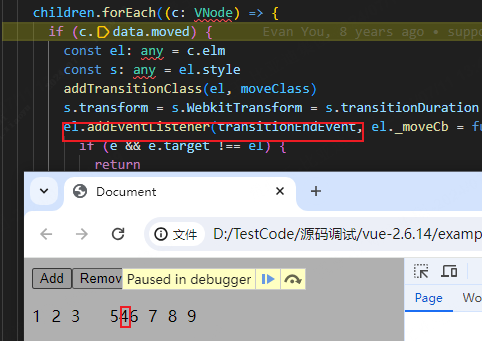 children.forEach((c: VNode) => {
if (c.data.moved) { Evan You, 8 years ago • suppo
const el: any = c.elm
const s: any = el.style
addTransitionClass(el, moveClass)
s.transform = s.WebkitTransform = s.transitionDuration
el.addEventListener(transitionEndEvent, el._moveCb = fu
if (e && e.target !== el) {
return
Document
文件 D:/TestCode/源码调试/vue-2.6.14/examp
Add Remov Paused in debugger
1 2 3 546 7 8 9
Page Wo